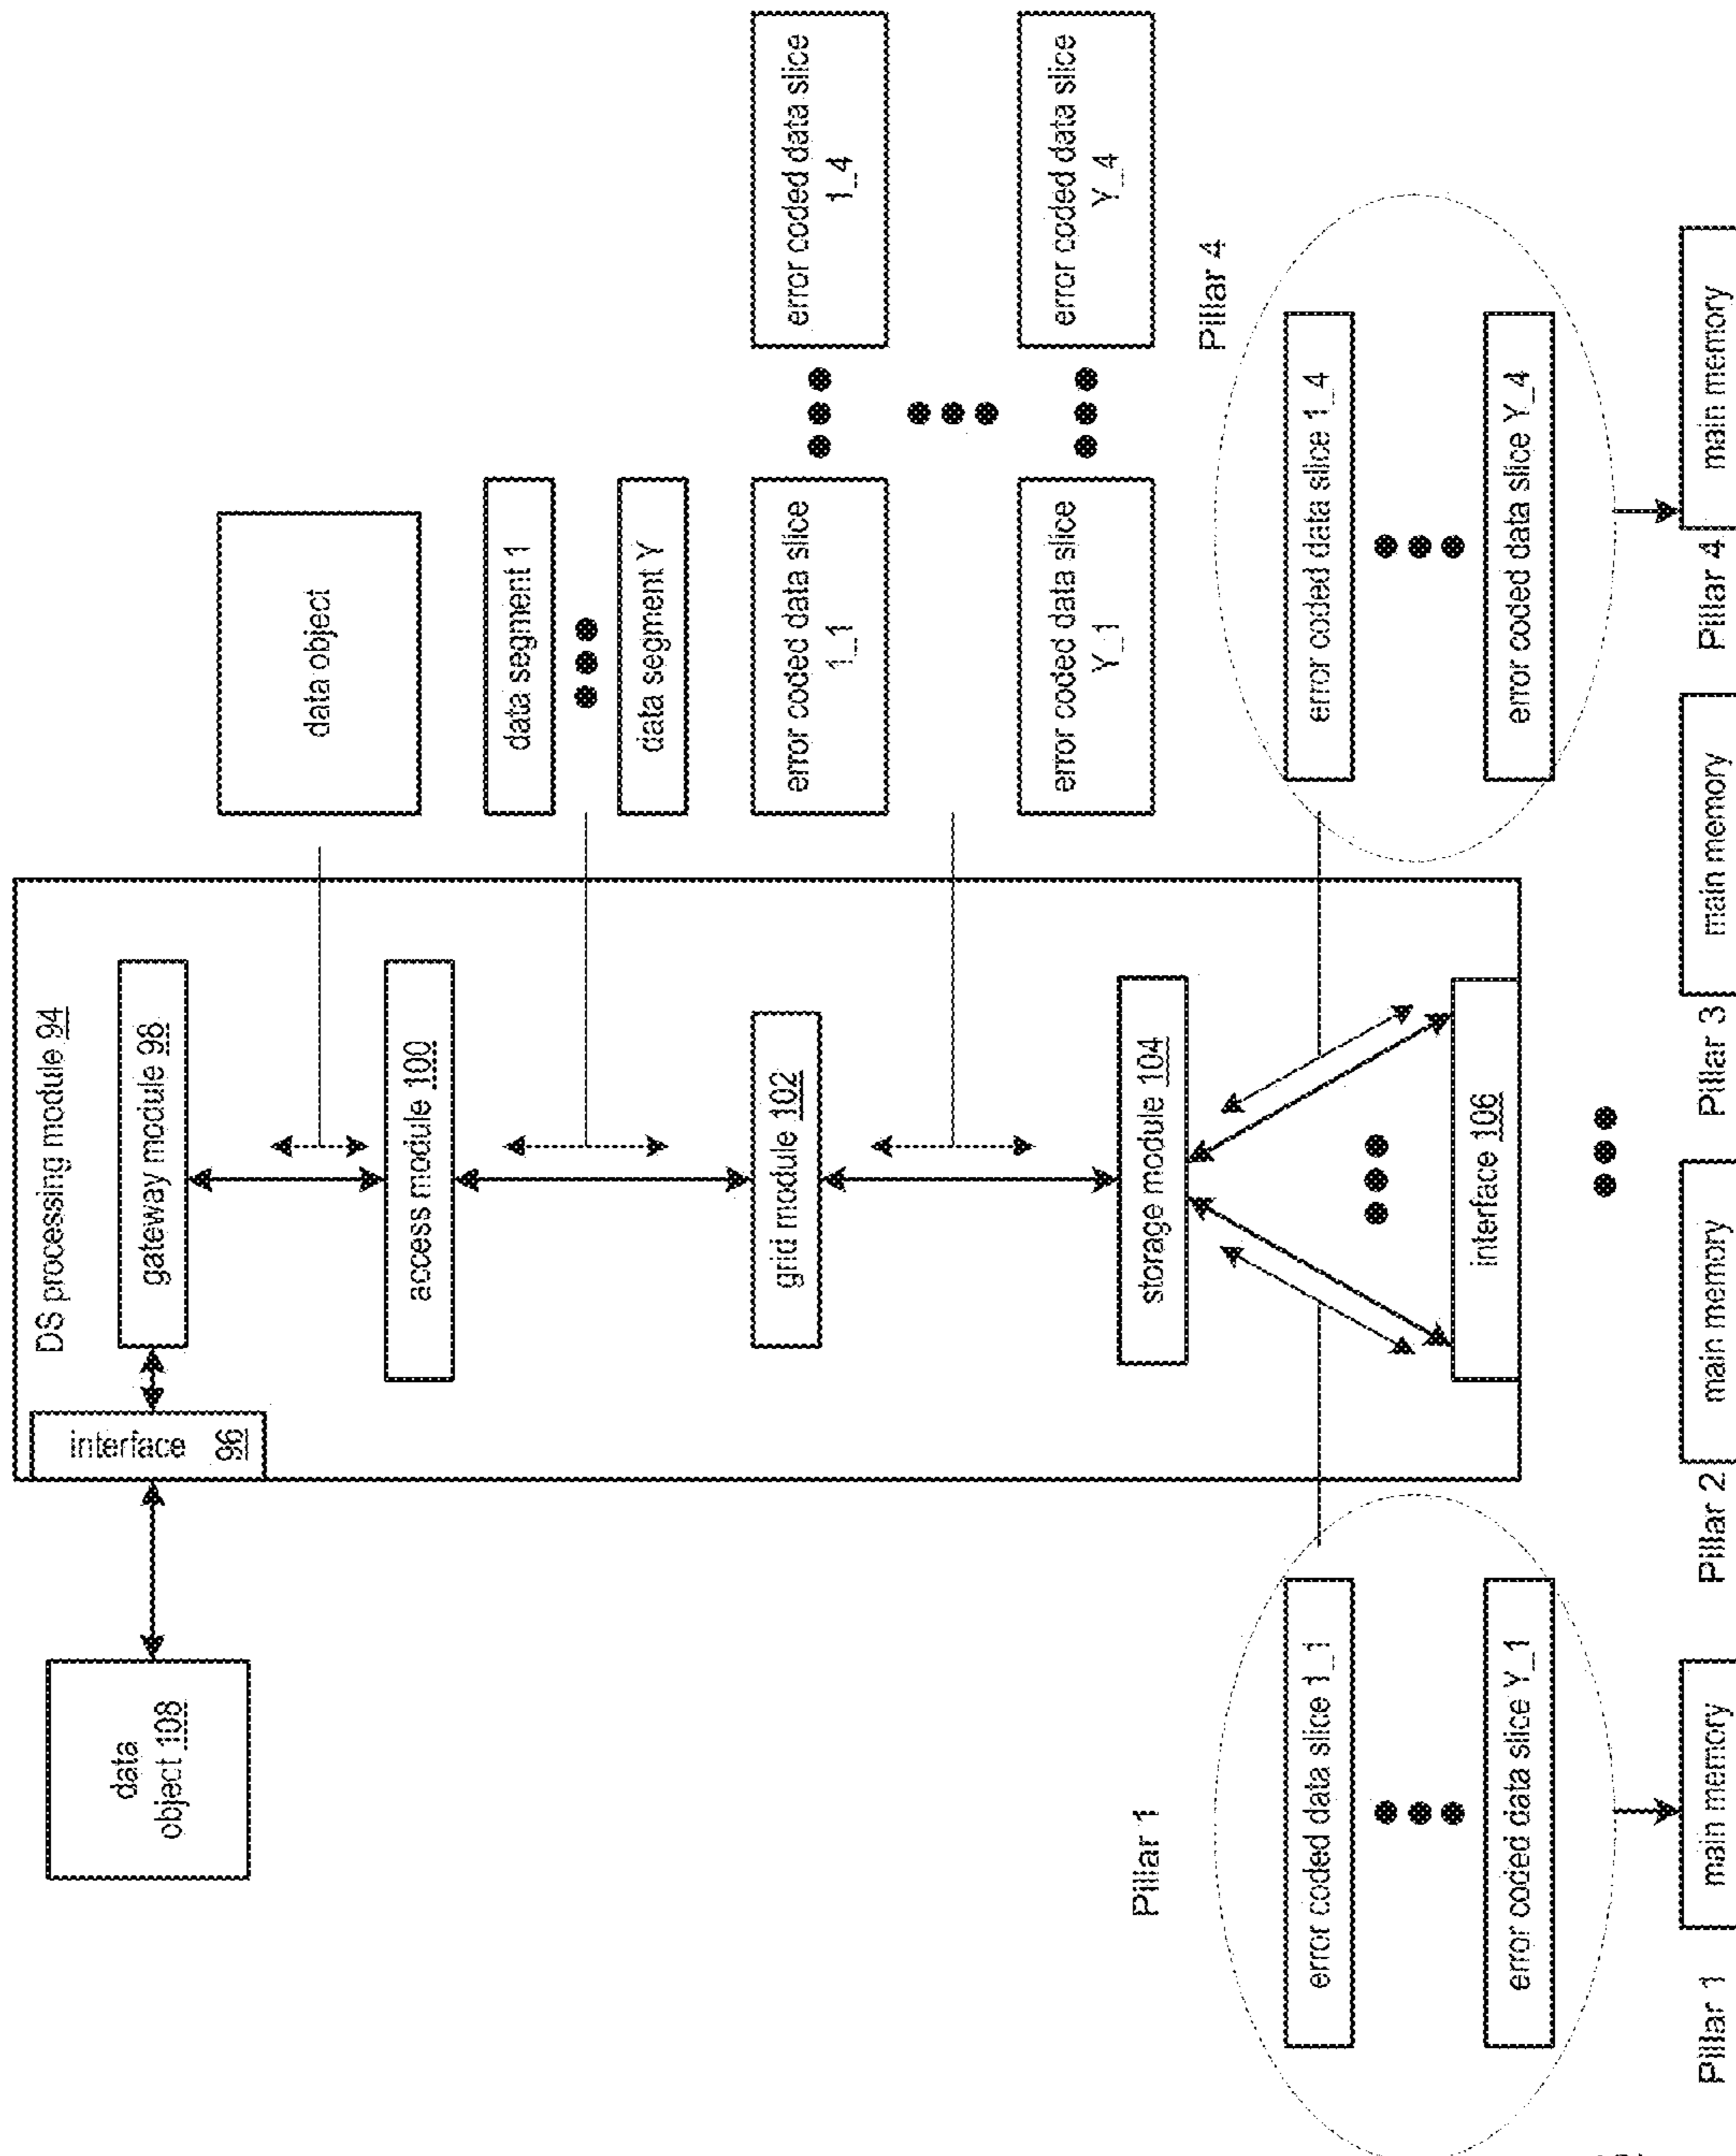 data
object 108
interface 96
DS processing module 94
gateway module 98
access module 100
grid module 102
storage module 104
interface 106
data object
data segment 1
data segment Y
error coded data slice
1_1
error coded data slice
1_4
error coded data slice
Y_1
error coded data slice
Y_4
Pillar 1
error coded data slice 1_1
error coded data slice Y_1
Pillar 4
error coded data slice 1_4
error coded data slice Y_4
Pillar 1
main memory
Pillar 2
main memory
Pillar 3
main memory
Pillar 4
main memory